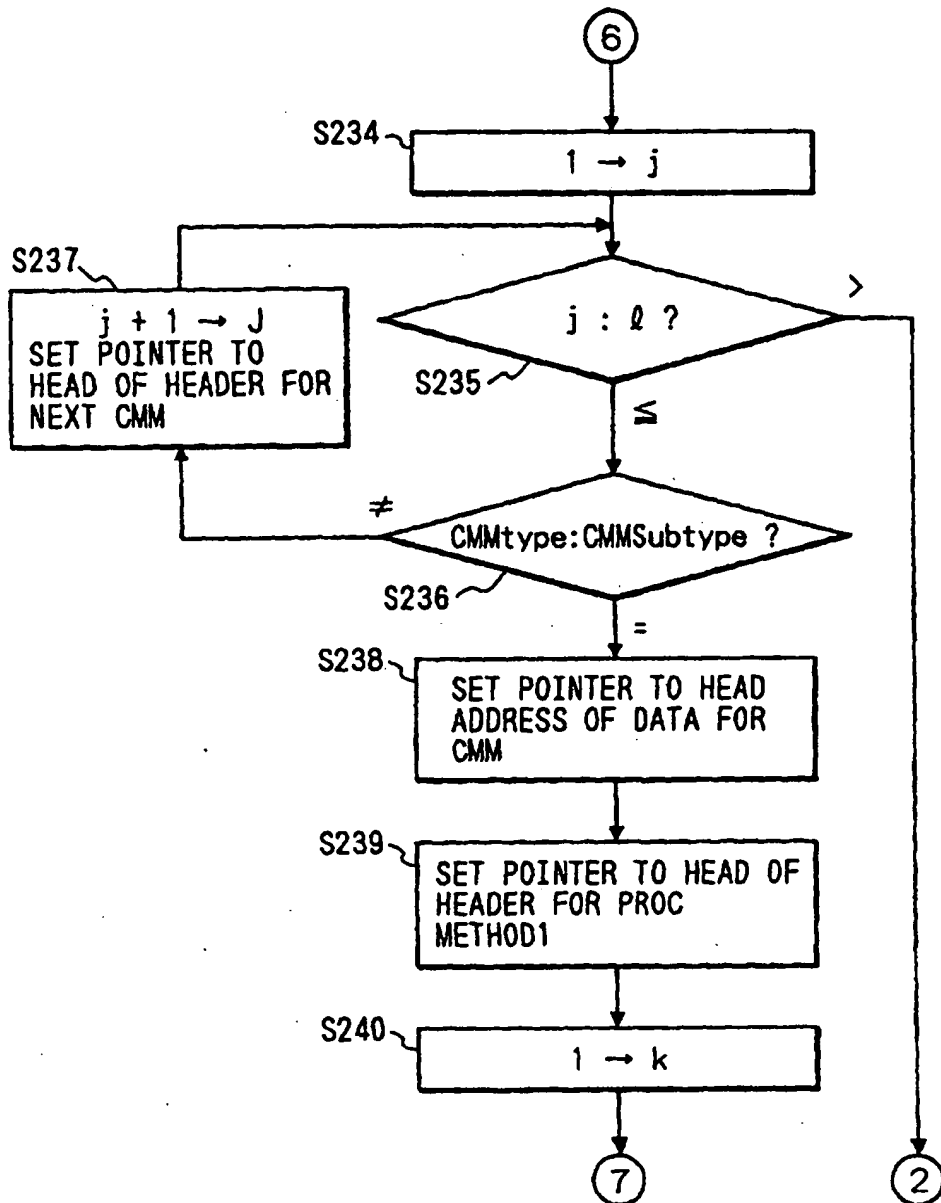 6
S234
1 → j
S237
j + 1 → J
SET POINTER TO
HEAD OF HEADER FOR
NEXT CMM
j : ℓ ?
>
S235
≦
≠
CMMtype:CMMSubtype ?
S236
=
S238
SET POINTER TO HEAD
ADDRESS OF DATA FOR
CMM
S239
SET POINTER TO HEAD OF
HEADER FOR PROC
METHOD1
S240
1 → k
7
2